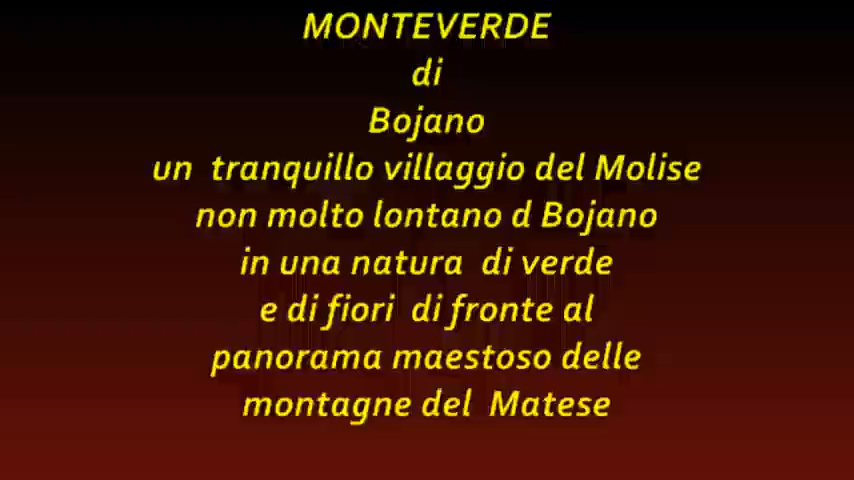 MONTEVERDE
di
Bojano
un tranquillo villaggio del Molise
non molto lontano d Bojano
in una natura di verde
e di fiori di fronte al
panorama maestoso delle
montagne del Matese